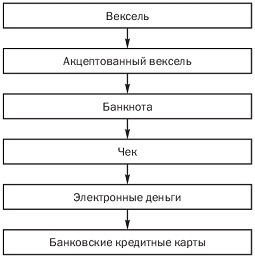 Вексель
Акцептованный вексель
Банкнота
Чек
Электронные деньги
Банковские кредитные карты